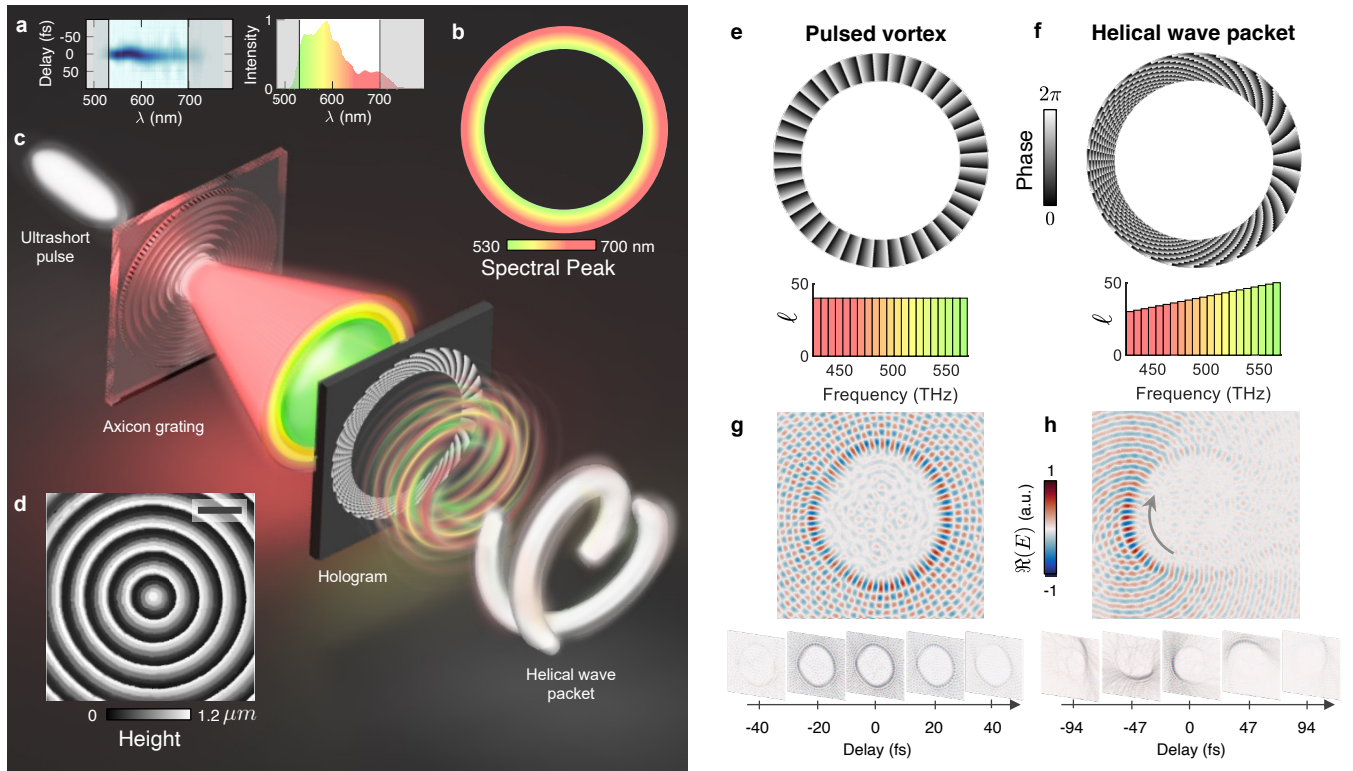 a
Delay (fs)
-50
0
50
500
600
700
λ (nm)
Intensity
1
0
500
600
700
λ (nm)
b
530
700 nm
Spectral Peak
c
Ultrashort
pulse
Axicon grating
Hologram
Helical wave
packet
d
0
1.2 μm
Height
e
Pulsed vortex
f
Helical wave packet
2π
Phase
0
50
ℓ
0
450
500
550
Frequency (THz)
50
ℓ
0
450
500
550
Frequency (THz)
g
h
1
ℜ(E) (a.u.)
-1
-40
-20
0
20
40
Delay (fs)
-94
-47
0
47
94
Delay (fs)